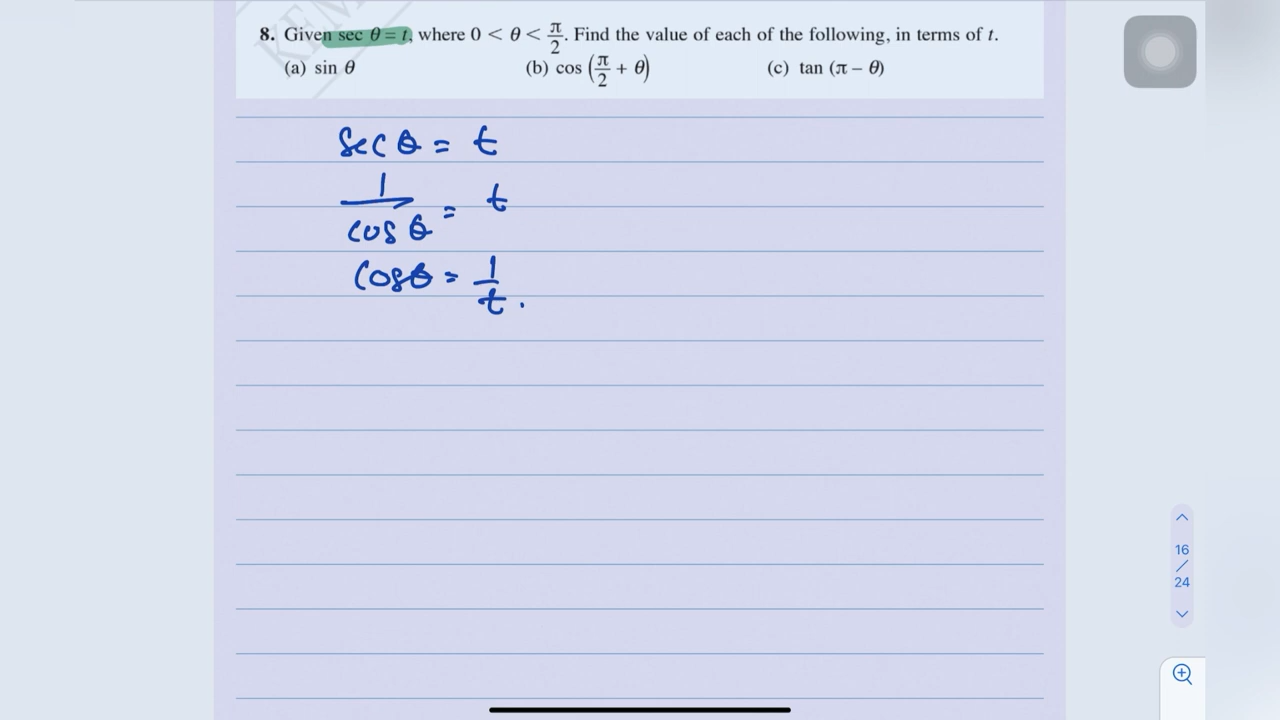 8. Given sec θ = t, where 0 < θ < π/2. Find the value of each of the following, in terms of t.
(a) sin θ (b) cos (π/2 + θ) (c) tan (π – θ)
sec θ = t
1/cos θ = t
cos θ = 1/t.
16
/
24